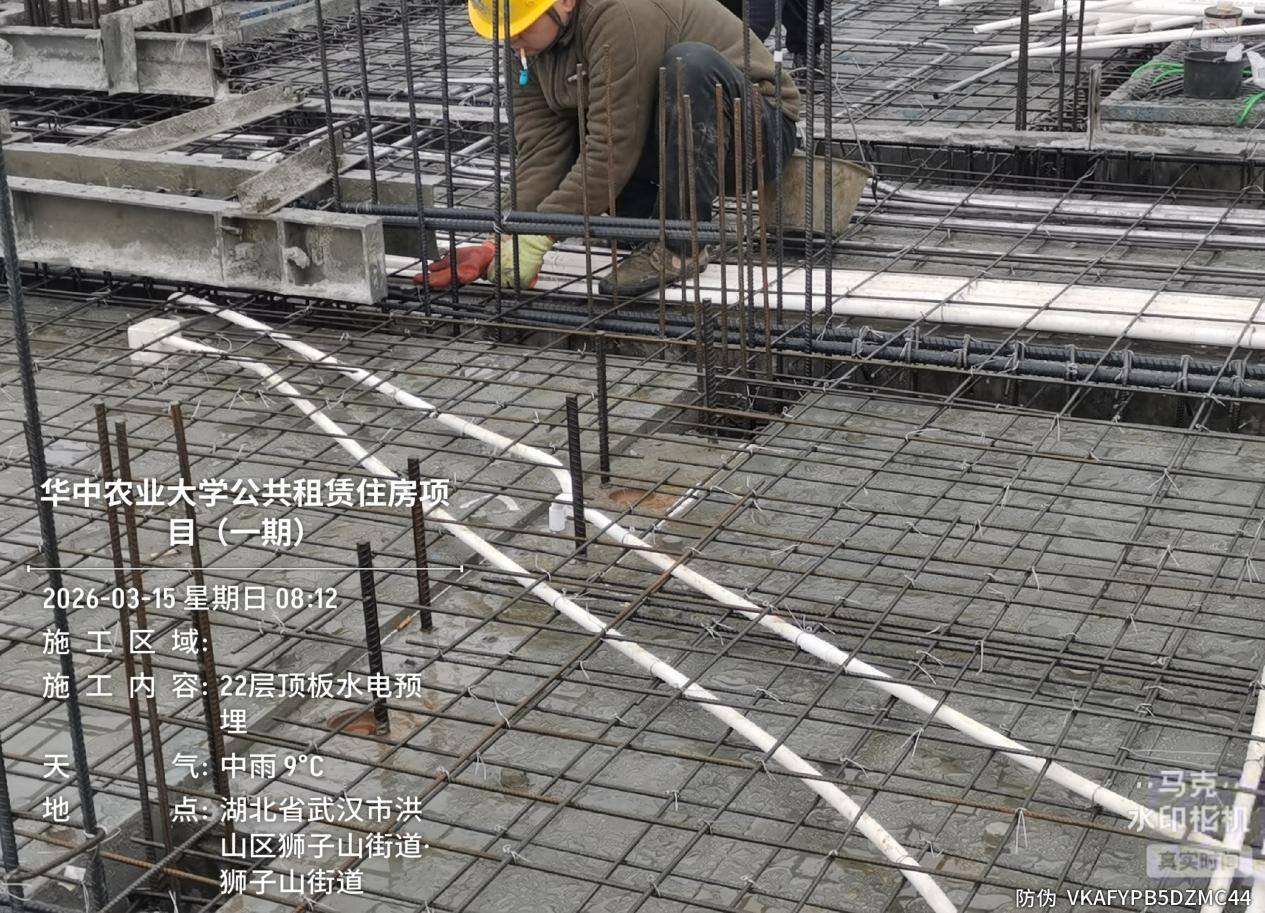 华中农业大学公共租赁住房项
目（一期）
2026-03-15 星期日 08:12
施工区域:
施工内容: 22层顶板水电预
埋
天气: 中雨 9℃
地点: 湖北省武汉市洪
山区狮子山街道·
狮子山街道
马克
水印相机
真实时间
防伪 VKAFYPB5DZMC44